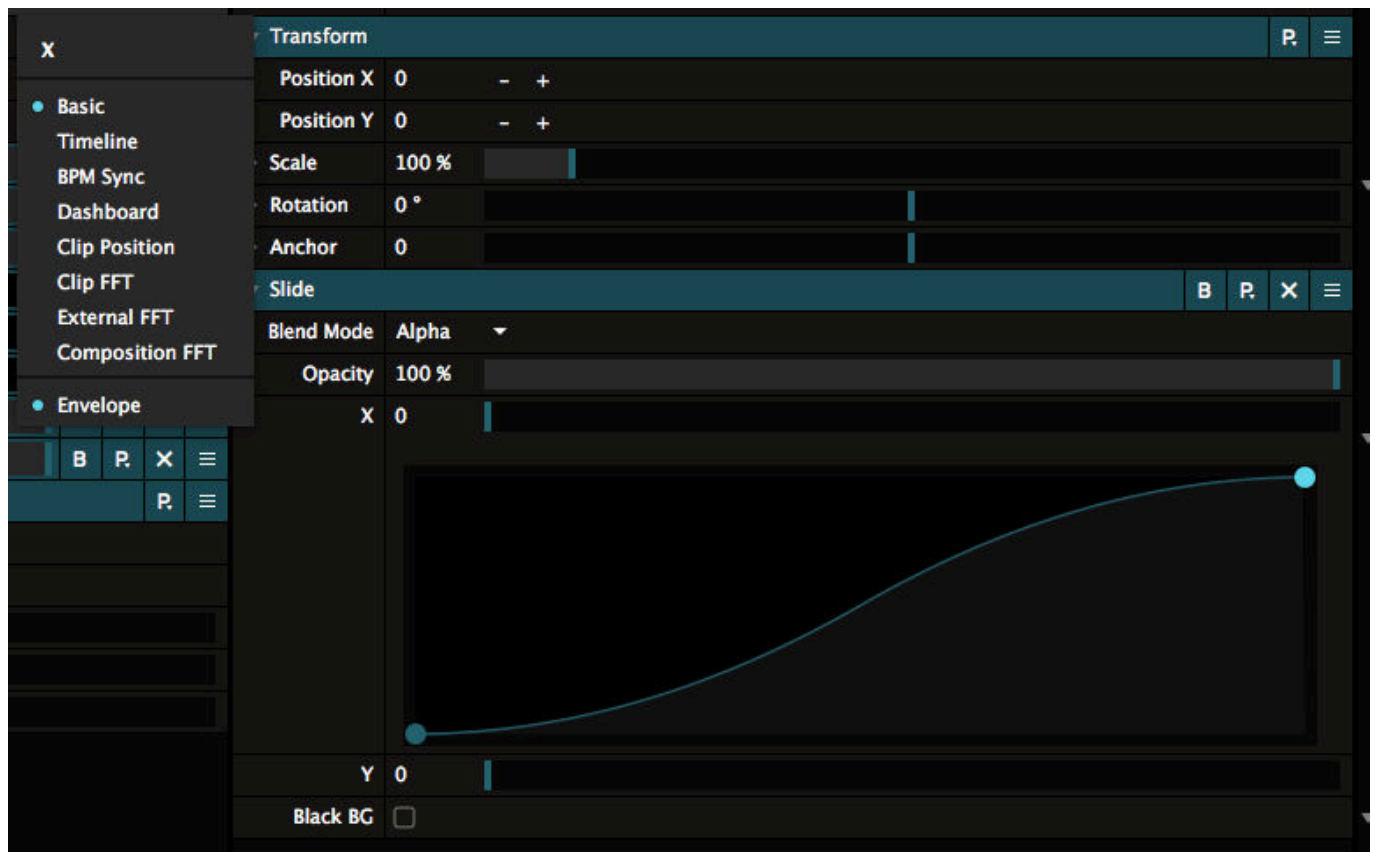 X
Basic
Timeline
BPM Sync
Dashboard
Clip Position
Clip FFT
External FFT
Composition FFT
Envelope
B P. X
P.
Transform P.
Position X 0 - +
Position Y 0 - +
Scale 100 %
Rotation 0 °
Anchor 0
Slide B P. X
Blend Mode Alpha
Opacity 100 %
X 0
Y 0
Black BG